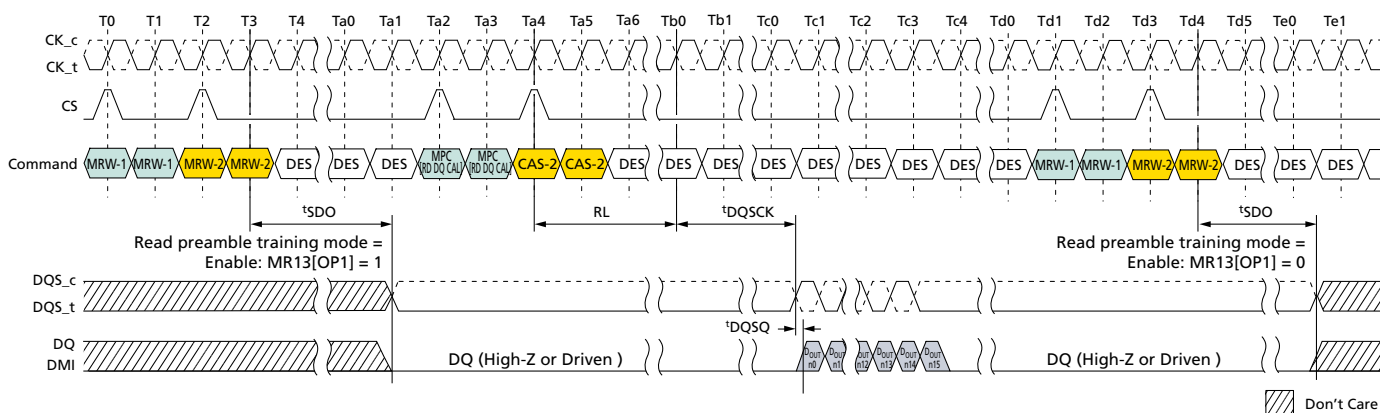 T0 T1 T2 T3 T4 Ta0 Ta1 Ta2 Ta3 Ta4 Ta5 Ta6 Tb0 Tb1 Tc0 Tc1 Tc2 Tc3 Tc4 Td0 Td1 Td2 Td3 Td4 Td5 Te0 Te1
CK_c
CK_t
CS
Command MRW-1 MRW-1 MRW-2 MRW-2 DES DES DES MPC [RD DQ CAL] MPC [RD DQ CAL] CAS-2 CAS-2 DES DES DES DES DES DES DES DES DES MRW-1 MRW-1 MRW-2 MRW-2 DES DES DES
tSDO RL tDQSCK tSDO
Read preamble training mode =
Enable: MR13[OP1] = 1
Read preamble training mode =
Enable: MR13[OP1] = 0
DQS_c
DQS_t
tDQSQ
DQ
DMI
DQ (High-Z or Driven )
DOUT n0 DOUT n1 DOUT n12 DOUT n13 DOUT n14 DOUT n15
DQ (High-Z or Driven )
Don't Care